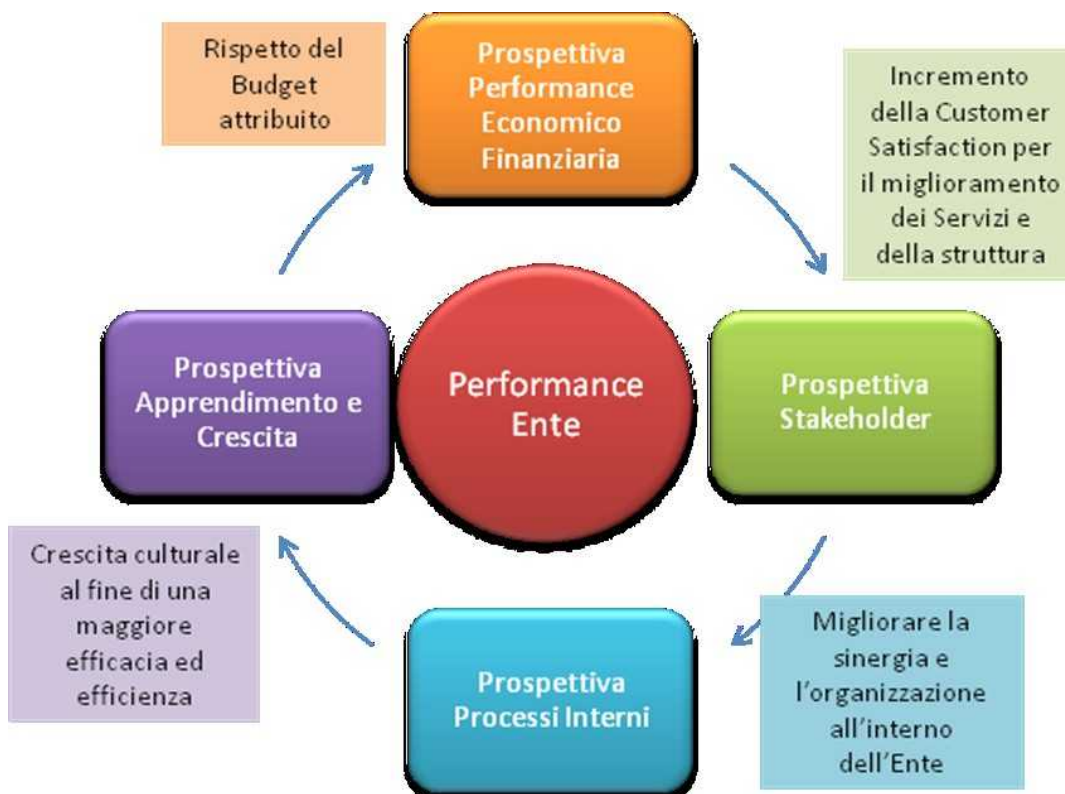 Rispetto del
Budget
attribuito
Prospettiva
Performance
Economico
Finanziaria
Incremento
della Customer
Satisfaction per
il miglioramento
dei Servizi e
della struttura
Prospettiva
Apprendimento e
Crescita
Performance
Ente
Prospettiva
Stakeholder
Crescita culturale
al fine di una
maggiore
efficacia ed
efficienza
Prospettiva
Processi Interni
Migliorare la
sinergia e
l'organizzazione
all'interno
dell'Ente